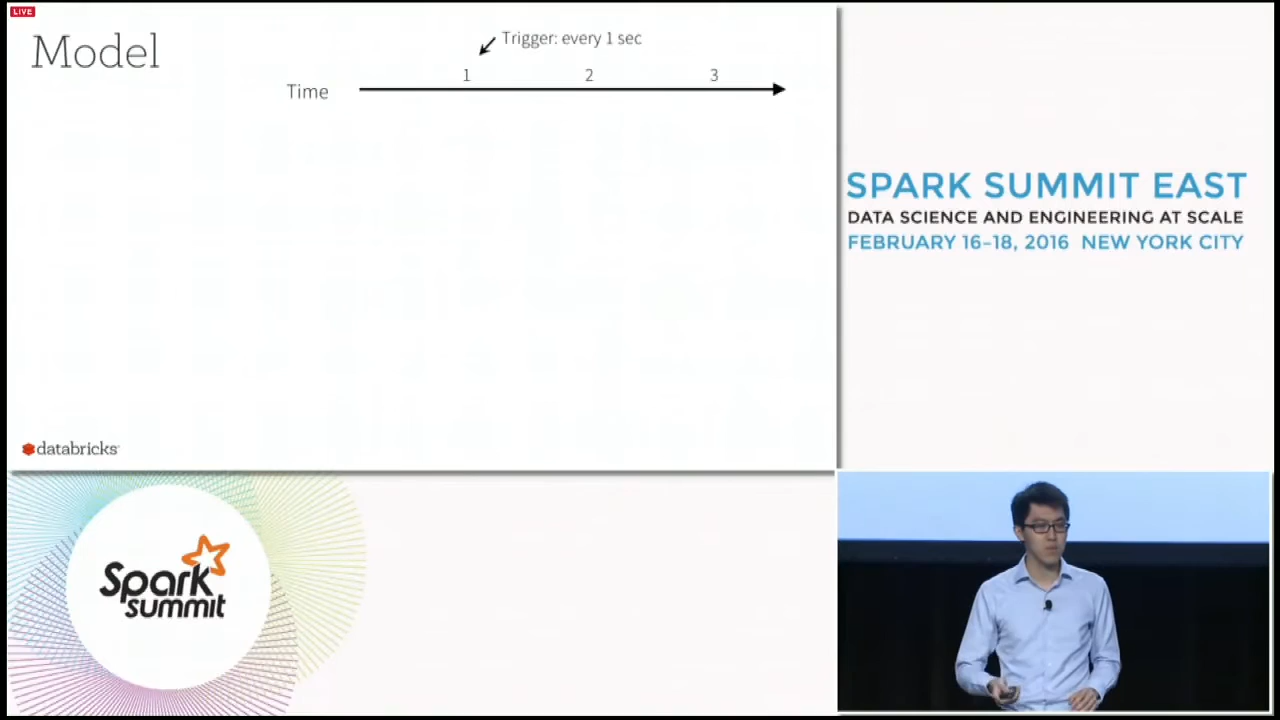 LIVE
Model
Trigger: every 1 sec
1 2 3
Time
databricks
SPARK SUMMIT EAST
DATA SCIENCE AND ENGINEERING AT SCALE
FEBRUARY 16–18, 2016 NEW YORK CITY
Spark
summit